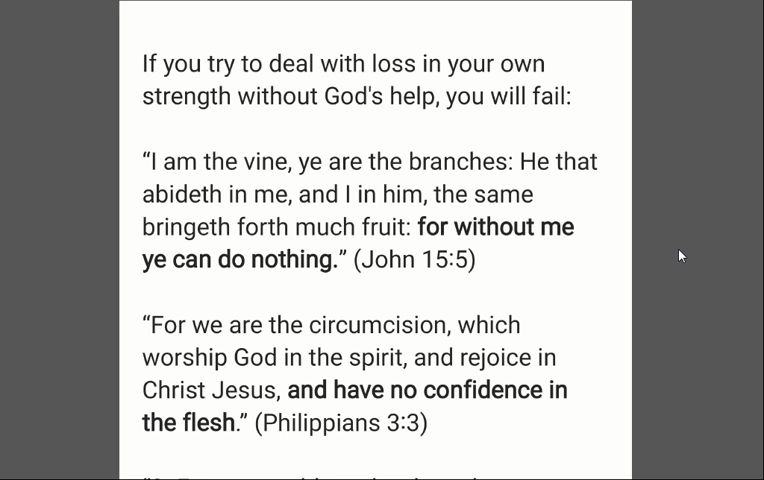 If you try to deal with loss in your own
strength without God's help, you will fail:
“I am the vine, ye are the branches: He that
abideth in me, and I in him, the same
bringeth forth much fruit: for without me
ye can do nothing.” (John 15:5)
“For we are the circumcision, which
worship God in the spirit, and rejoice in
Christ Jesus, and have no confidence in
the flesh.” (Philippians 3:3)